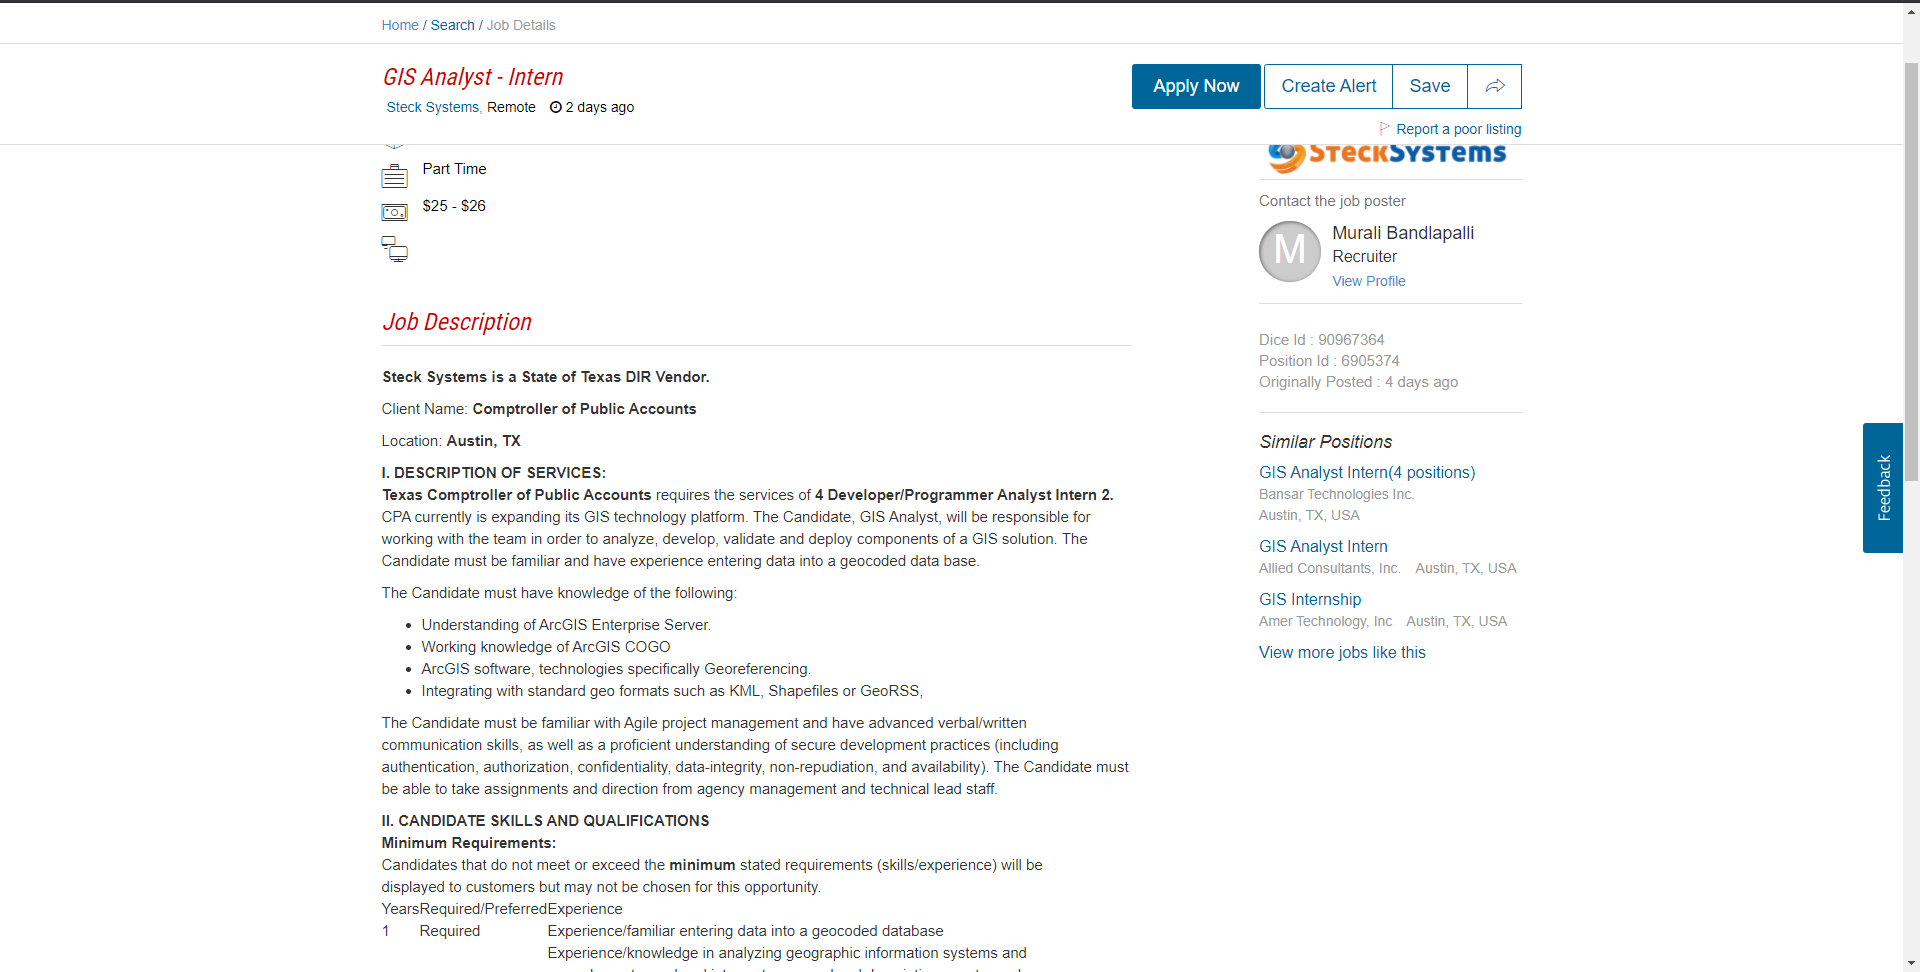 Home / Search / Job Details
GIS Analyst - Intern
Steck Systems, Remote 2 days ago
Apply Now
Create Alert
Save
Report a poor listing
Part Time
$25 - $26
SteckSystems
Contact the job poster
M
Murali Bandlapalli
Recruiter
View Profile
Dice Id : 90967364
Position Id : 6905374
Originally Posted : 4 days ago
Similar Positions
GIS Analyst Intern(4 positions)
Bansar Technologies Inc.
Austin, TX, USA
GIS Analyst Intern
Allied Consultants, Inc. Austin, TX, USA
GIS Internship
Amer Technology, Inc Austin, TX, USA
View more jobs like this
Feedback
Job Description
Steck Systems is a State of Texas DIR Vendor.
Client Name: Comptroller of Public Accounts
Location: Austin, TX
I. DESCRIPTION OF SERVICES:
Texas Comptroller of Public Accounts requires the services of 4 Developer/Programmer Analyst Intern 2.
CPA currently is expanding its GIS technology platform. The Candidate, GIS Analyst, will be responsible for
working with the team in order to analyze, develop, validate and deploy components of a GIS solution. The
Candidate must be familiar and have experience entering data into a geocoded data base.
The Candidate must have knowledge of the following:
• Understanding of ArcGIS Enterprise Server.
• Working knowledge of ArcGIS COGO
• ArcGIS software, technologies specifically Georeferencing.
• Integrating with standard geo formats such as KML, Shapefiles or GeoRSS,
The Candidate must be familiar with Agile project management and have advanced verbal/written
communication skills, as well as a proficient understanding of secure development practices (including
authentication, authorization, confidentiality, data-integrity, non-repudiation, and availability). The Candidate must
be able to take assignments and direction from agency management and technical lead staff.
II. CANDIDATE SKILLS AND QUALIFICATIONS
Minimum Requirements:
Candidates that do not meet or exceed the minimum stated requirements (skills/experience) will be
displayed to customers but may not be chosen for this opportunity.
YearsRequired/PreferredExperience
1 Required Experience/familiar entering data into a geocoded database
Experience/knowledge in analyzing geographic information systems and